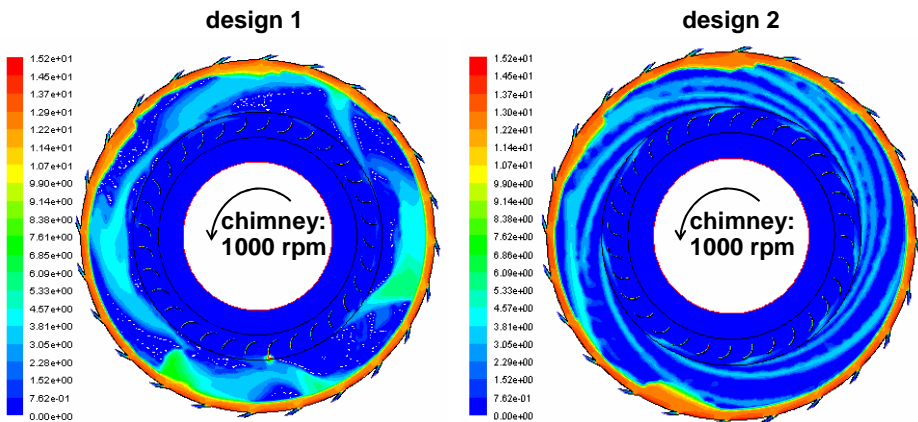 design 1
design 2
1.52e+01
1.45e+01
1.37e+01
1.30e+01
1.22e+01
1.14e+01
1.07e+01
9.90e+00
9.14e+00
8.38e+00
7.61e+00
6.85e+00
6.09e+00
5.33e+00
4.57e+00
3.81e+00
3.05e+00
2.28e+00
1.52e+00
7.62e-01
0.00e+00
chimney:
1000 rpm
1.52e+01
1.45e+01
1.37e+01
1.30e+01
1.22e+01
1.14e+01
1.07e+01
9.90e+00
9.14e+00
8.38e+00
7.62e+00
6.85e+00
6.09e+00
5.33e+00
4.57e+00
3.81e+00
3.05e+00
2.29e+00
1.52e+00
7.62e-01
0.00e+00
chimney:
1000 rpm